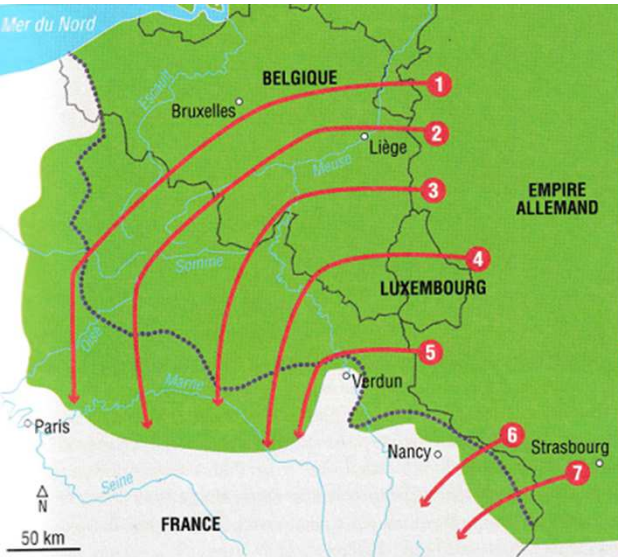 Mer du Nord
1
BELGIQUE
Escaut
Bruxelles
2
Liège
Meuse
3
EMPIRE
ALLEMAND
4
Somme
LUXEMBOURG
5
Oise
Marne
Verdun
Paris
6
Nancy
Strasbourg
7
Seine
N
FRANCE
50 km